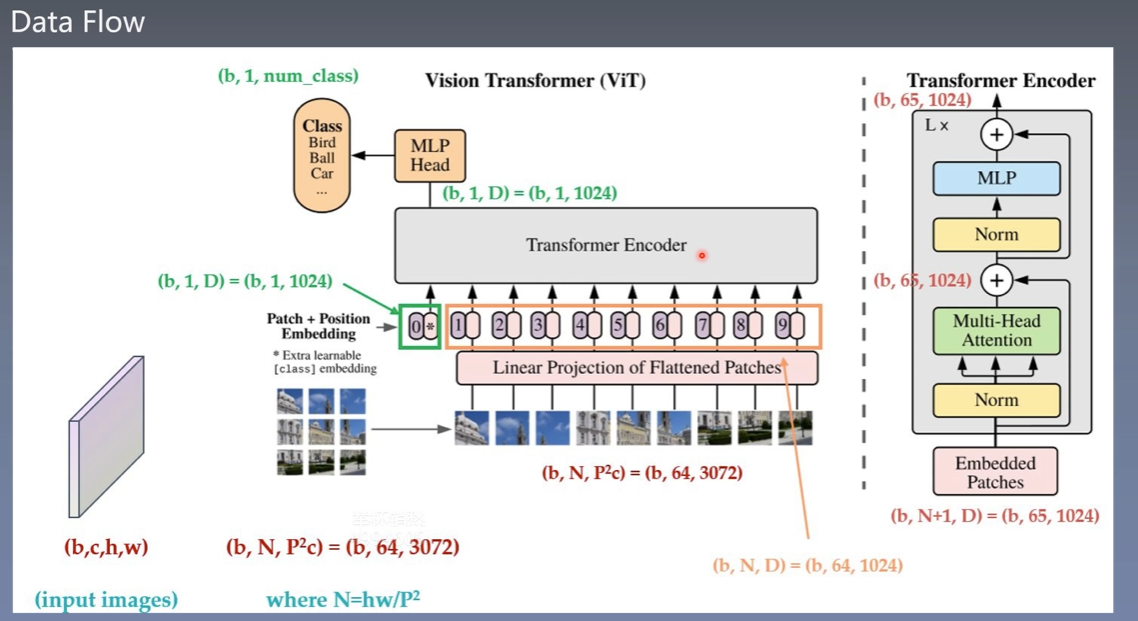 Data Flow
(b, 1, num_class)
Vision Transformer (ViT)
Class
Bird
Ball
Car
...
MLP
Head
(b, 1, D) = (b, 1, 1024)
Transformer Encoder
(b, 1, D) = (b, 1, 1024)
Patch + Position
Embedding
0 * 1 2 3 4 5 6 7 8 9
* Extra learnable
[class] embedding
Linear Projection of Flattened Patches
(b, N, P²c) = (b, 64, 3072)
(b,c,h,w)
(b, N, P²c) = (b, 64, 3072)
(b, N, D) = (b, 64, 1024)
(input images)
where N=hw/P²
Transformer Encoder
(b, 65, 1024)
L x
+
MLP
Norm
(b, 65, 1024)
+
Multi-Head
Attention
Norm
Embedded
Patches
(b, N+1, D) = (b, 65, 1024)